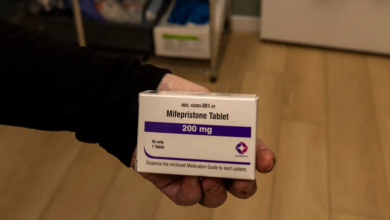 Mifepristone Tablet
200 mg
Rx only
1 Tablet
Dispense the enclosed Medication Guide to each patient.